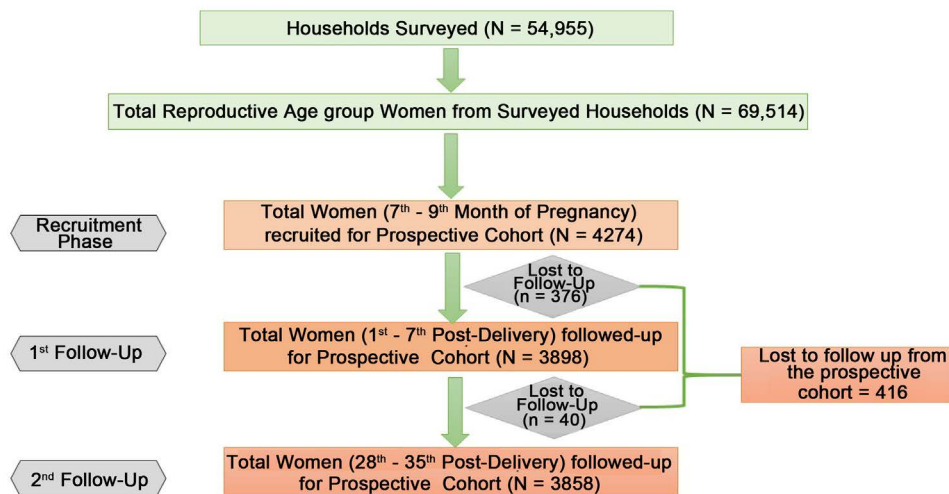 Households Surveyed (N = 54,955)
Total Reproductive Age group Women from Surveyed Households (N = 69,514)
Recruitment
Phase
Total Women (7th - 9th Month of Pregnancy)
recruited for Prospective Cohort (N = 4274)
Lost to
Follow-Up
(n = 376)
1st Follow-Up
Total Women (1st - 7th Post-Delivery) followed-up
for Prospective Cohort (N = 3898)
Lost to follow up from
the prospective
cohort = 416
Lost to
Follow-Up
(n = 40)
2nd Follow-Up
Total Women (28th - 35th Post-Delivery) followed-up
for Prospective Cohort (N = 3858)